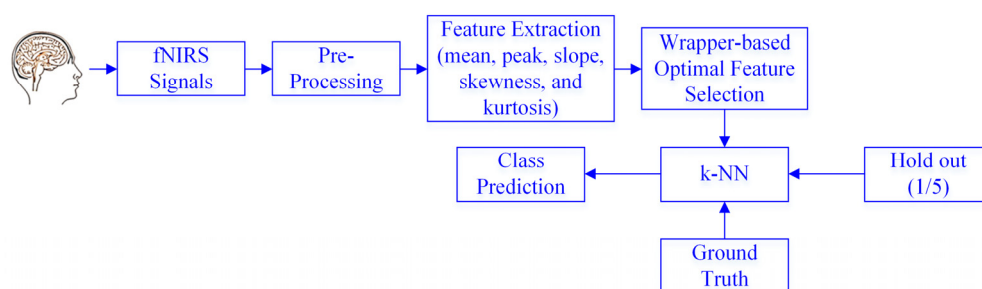 fNIRS
Signals
Pre-
Processing
Feature Extraction
(mean, peak, slope,
skewness, and
kurtosis)
Wrapper-based
Optimal Feature
Selection
Class
Prediction
k-NN
Hold out
(1/5)
Ground
Truth